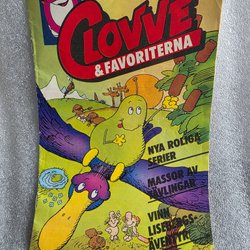 CLOVVE
& FAVORITERNA
NYA ROLIGA
SERIER
MASSOR AV
TÄVLINGAR
VINN
LISEBERGS-
ÄVENTYR